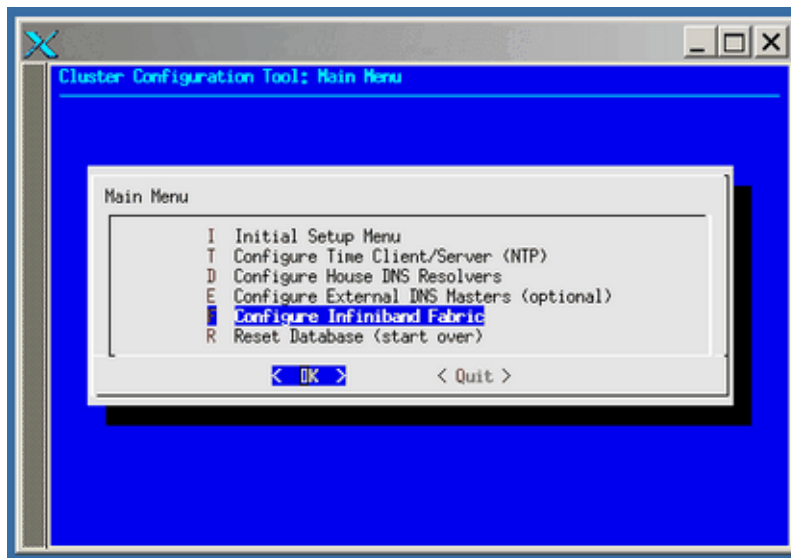 Cluster Configuration Tool: Main Menu
Main Menu
I Initial Setup Menu
T Configure Time Client/Server (NTP)
D Configure House DNS Resolvers
E Configure External DNS Masters (optional)
F Configure Infiniband Fabric
R Reset Database (start over)
< OK > < Quit >